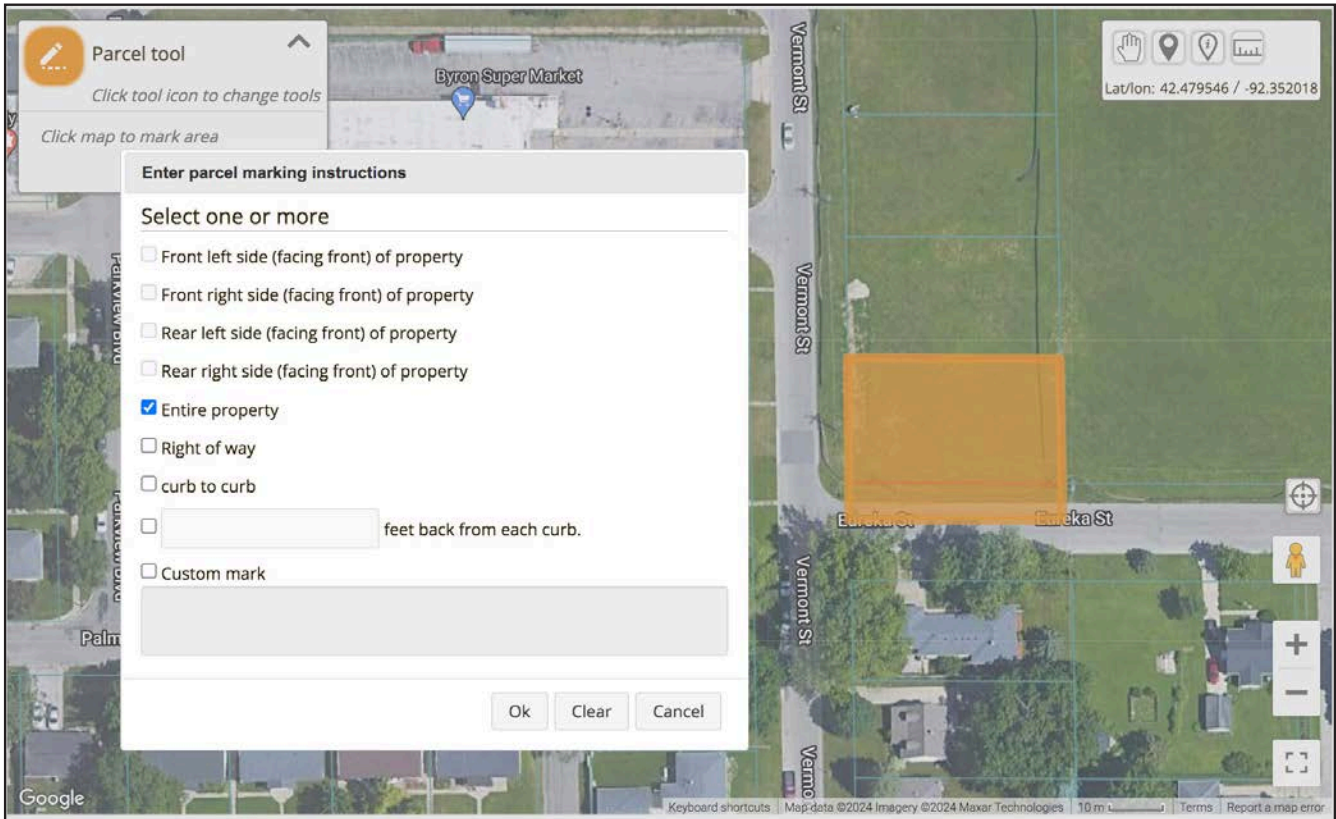 Parcel tool
Click tool icon to change tools
Click map to mark area
Byron Super Market
Vermont St
Lat/lon: 42.479546 / -92.352018
Enter parcel marking instructions
Select one or more
Front left side (facing front) of property
Front right side (facing front) of property
Rear left side (facing front) of property
Rear right side (facing front) of property
Entire property
Right of way
curb to curb
feet back from each curb.
Custom mark
Ok
Clear
Cancel
Parkview Blvd
Parkview Blvd
Palm
Vermont St
Eureka St
Eureka St
Vermont St
Vermo
Google
Keyboard shortcuts
Map data ©2024 Imagery ©2024 Maxar Technologies
10 m
Terms
Report a map error